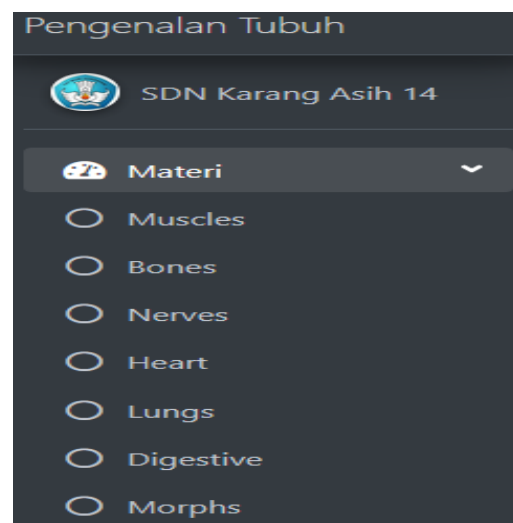 Pengenalan Tubuh
SDN Karang Asih 14
Materi
Muscles
Bones
Nerves
Heart
Lungs
Digestive
Morphs